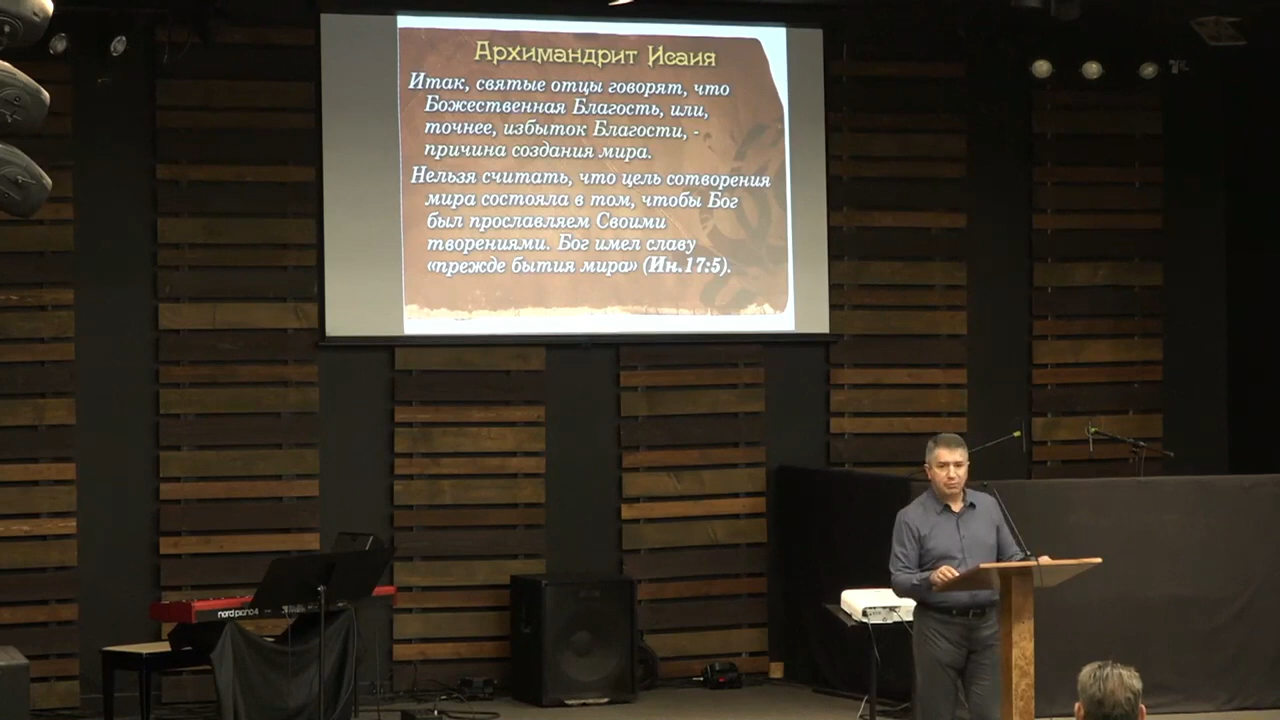 Архимандрит Исаия
Итак, святые отцы говорят, что
Божественная Благость, или,
точнее, избыток Благости, -
причина создания мира.
Нельзя считать, что цель сотворения
мира состояла в том, чтобы Бог
был прославляем Своими
творениями. Бог имел славу
«прежде бытия мира» (Ин.17:5).
nord piano 4